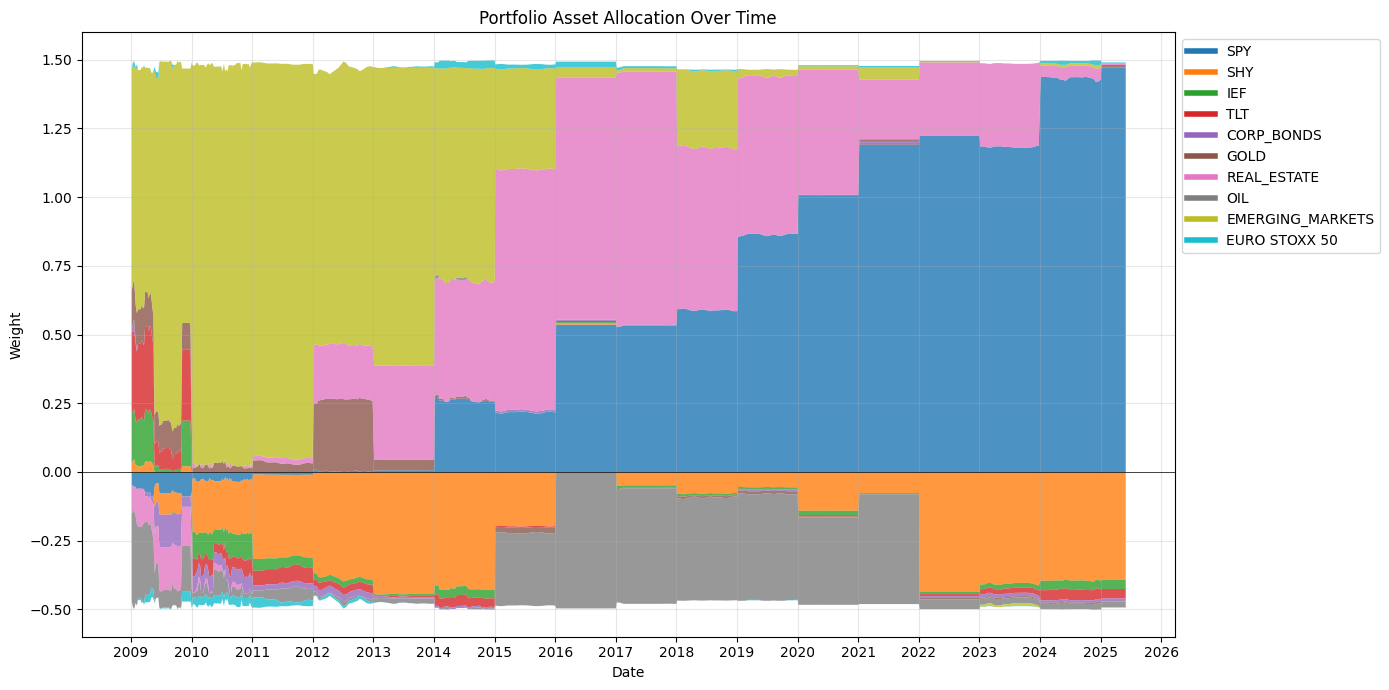 Portfolio Asset Allocation Over Time
1.50
1.25
1.00
0.75
0.50
0.25
0.00
−0.25
−0.50
Weight
2009 2010 2011 2012 2013 2014 2015 2016 2017 2018 2019 2020 2021 2022 2023 2024 2025 2026
Date
SPY
SHY
IEF
TLT
CORP_BONDS
GOLD
REAL_ESTATE
OIL
EMERGING_MARKETS
EURO STOXX 50